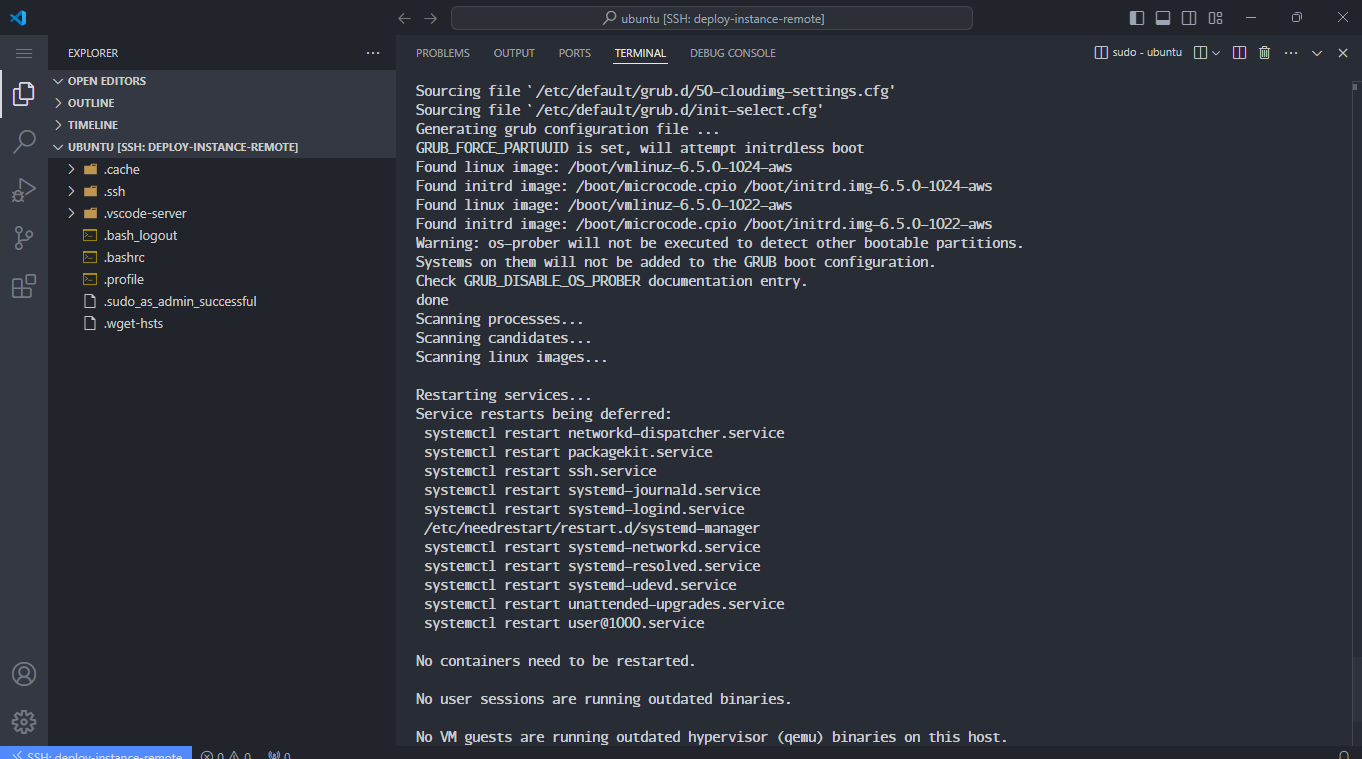 ubuntu [SSH: deploy-instance-remote]
EXPLORER
OPEN EDITORS
OUTLINE
TIMELINE
UBUNTU [SSH: DEPLOY-INSTANCE-REMOTE]
.cache
.ssh
.vscode-server
.bash_logout
.bashrc
.profile
.sudo_as_admin_successful
.wget-hsts
PROBLEMS OUTPUT PORTS TERMINAL DEBUG CONSOLE
sudo - ubuntu
Sourcing file `/etc/default/grub.d/50-cloudimg-settings.cfg'
Sourcing file `/etc/default/grub.d/init-select.cfg'
Generating grub configuration file ...
GRUB_FORCE_PARTUUID is set, will attempt initrdless boot
Found linux image: /boot/vmlinuz-6.5.0-1024-aws
Found initrd image: /boot/microcode.cpio /boot/initrd.img-6.5.0-1024-aws
Found linux image: /boot/vmlinuz-6.5.0-1022-aws
Found initrd image: /boot/microcode.cpio /boot/initrd.img-6.5.0-1022-aws
Warning: os-prober will not be executed to detect other bootable partitions.
Systems on them will not be added to the GRUB boot configuration.
Check GRUB_DISABLE_OS_PROBER documentation entry.
done
Scanning processes...
Scanning candidates...
Scanning linux images...
Restarting services...
Service restarts being deferred:
systemctl restart networkd-dispatcher.service
systemctl restart packagekit.service
systemctl restart ssh.service
systemctl restart systemd-journald.service
systemctl restart systemd-logind.service
/etc/needrestart/restart.d/systemd-manager
systemctl restart systemd-networkd.service
systemctl restart systemd-resolved.service
systemctl restart systemd-udevd.service
systemctl restart unattended-upgrades.service
systemctl restart user@1000.service
No containers need to be restarted.
No user sessions are running outdated binaries.
No VM guests are running outdated hypervisor (qemu) binaries on this host.
SSH: deploy-instance-remote 0 0 0